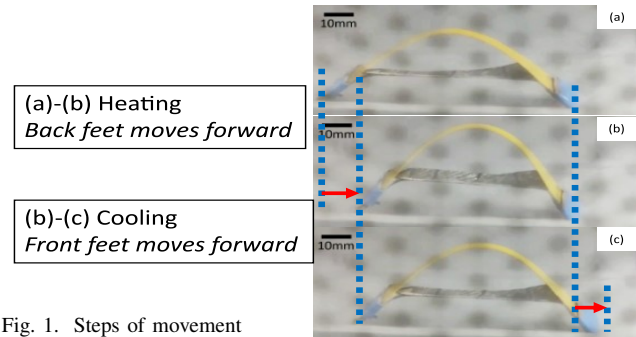 10mm
(a)
(a)-(b) Heating
Back feet moves forward
10mm
(b)
(b)-(c) Cooling
Front feet moves forward
10mm
(c)
Fig. 1. Steps of movement